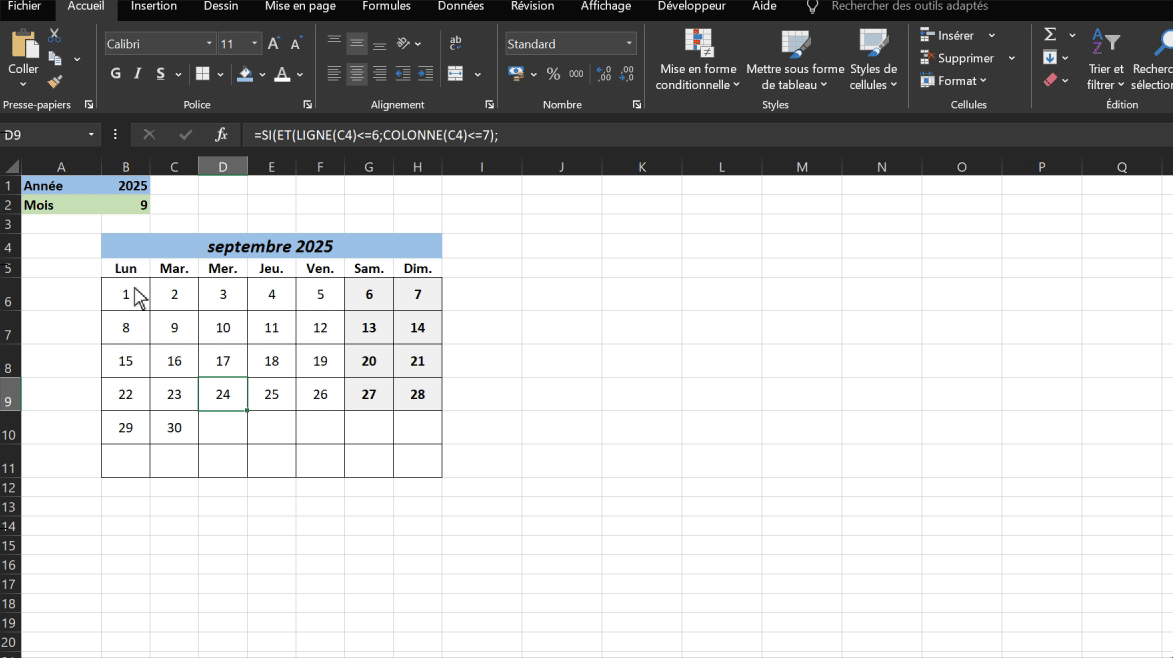 Fichier Accueil Insertion Dessin Mise en page Formules Données Révision Affichage Développeur Aide Rechercher des outils adaptés
Coller
Presse-papiers
Calibri 11 A A
G I S A
Police
ab
c
Alignement
Standard
% 000
,00
,00
Nombre
Mise en forme
conditionnelle
Mettre sous forme
de tableau
Styles de
cellules
Styles
Insérer
Supprimer
Format
Cellules
Σ
A
Z
Trier et
filtrer
Recherc
sélection
Édition
D9 fx =SI(ET(LIGNE(C4)<=6;COLONNE(C4)<=7);
A B C D E F G H I J K L M N O P Q
1 Année 2025
2 Mois 9
3
4 septembre 2025
5 Lun Mar. Mer. Jeu. Ven. Sam. Dim.
6 1 2 3 4 5 6 7
7 8 9 10 11 12 13 14
8 15 16 17 18 19 20 21
9 22 23 24 25 26 27 28
10 29 30
11
12
13
14
15
16
17
18
19
20